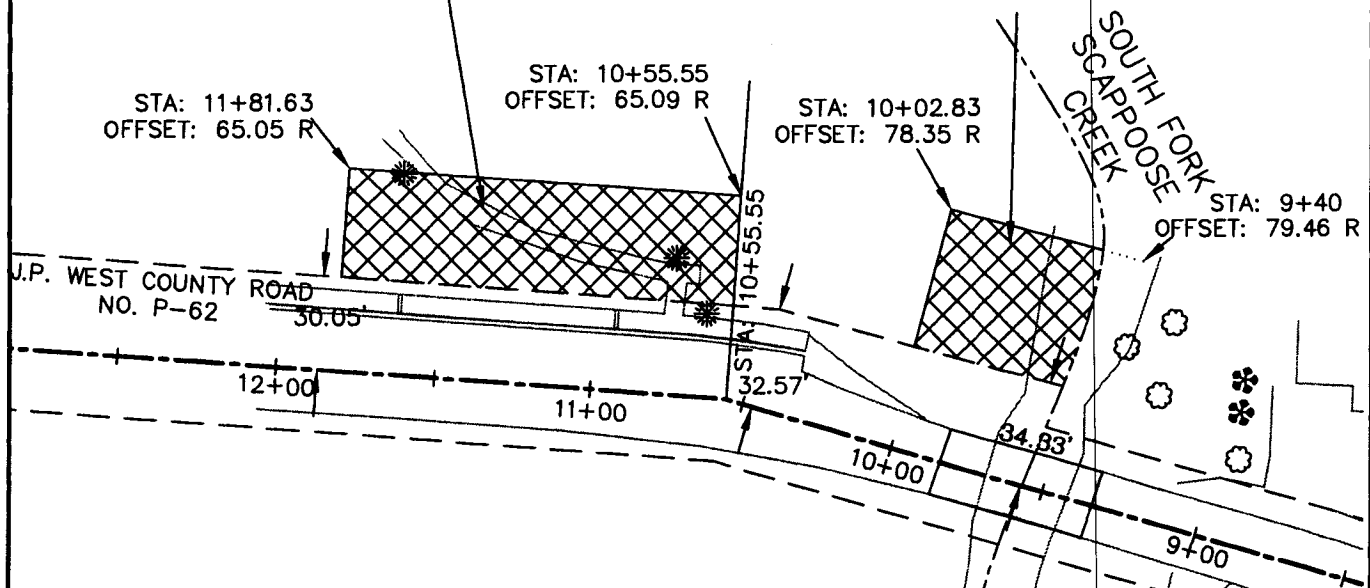 STA: 11+81.63
OFFSET: 65.05 R
STA: 10+55.55
OFFSET: 65.09 R
STA: 10+02.83
OFFSET: 78.35 R
SOUTH FORK
SCAPPOOSE
CREEK
STA: 9+40
OFFSET: 79.46 R
J.P. WEST COUNTY ROAD
NO. P-62
30.05'
STA: 10+55.55
32.57'
34.83'
12+00
11+00
10+00
9+00